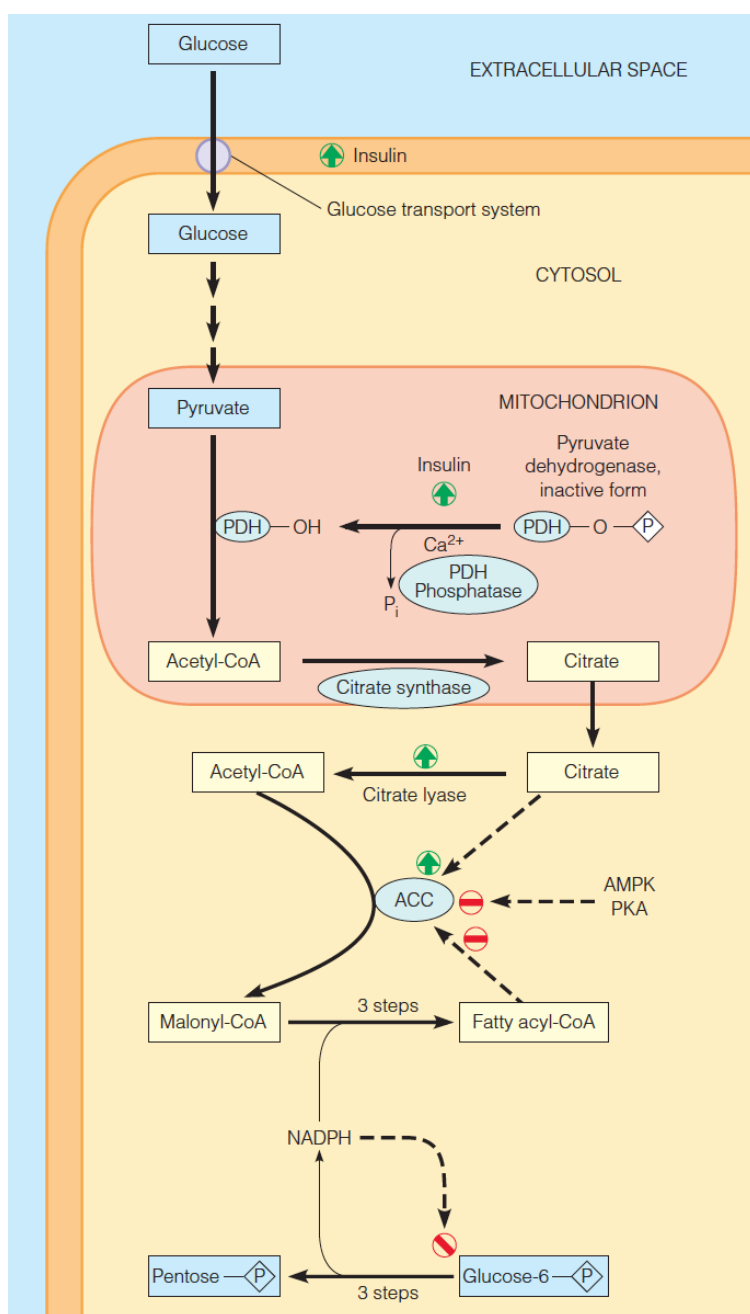 Glucose
EXTRACELLULAR SPACE
Insulin
Glucose transport system
Glucose
CYTOSOL
Pyruvate
MITOCHONDRION
Pyruvate
dehydrogenase,
inactive form
Insulin
PDH—OH
PDH—O—P
Ca²⁺
PDH
Phosphatase
Pᵢ
Acetyl-CoA
Citrate
Citrate synthase
Acetyl-CoA
Citrate
Citrate lyase
ACC
AMPK
PKA
Malonyl-CoA
3 steps
Fatty acyl-CoA
NADPH
Pentose—P
Glucose-6—P
3 steps